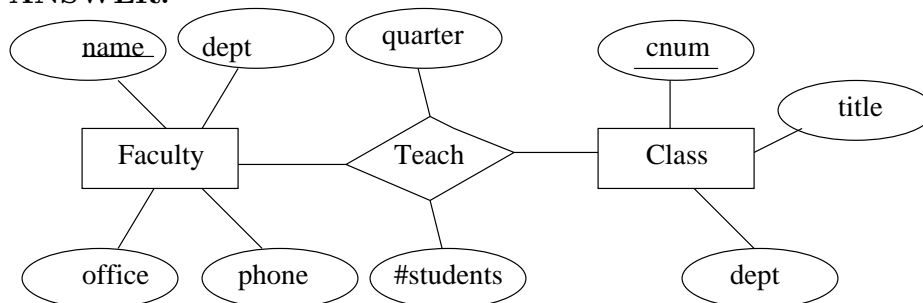 ANSWER:
name
dept
quarter
cnum
title
Faculty
Teach
Class
office
phone
#students
dept